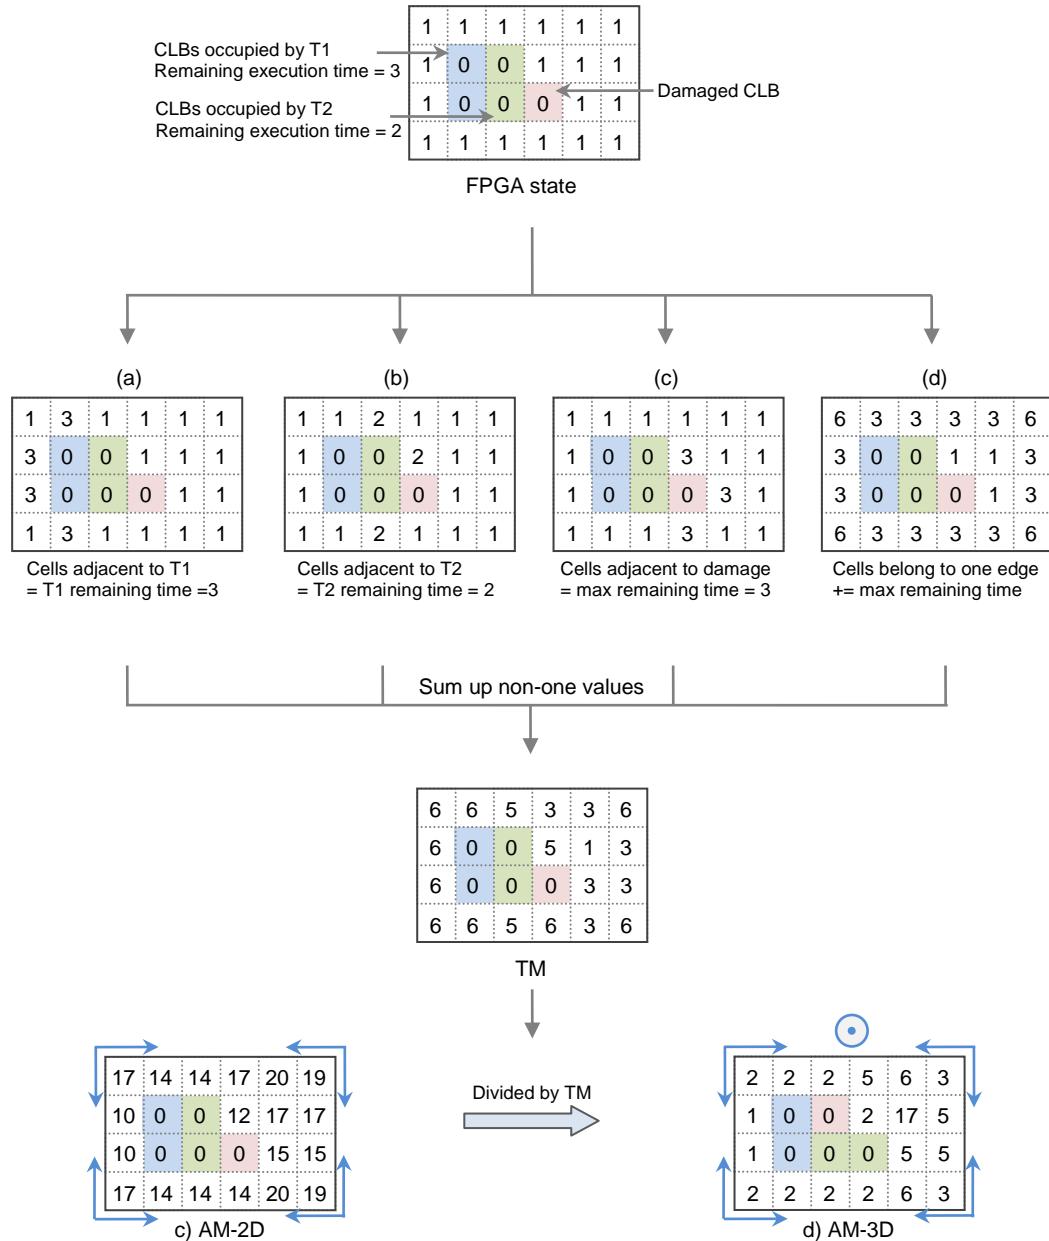 1 1 1 1 1 1
CLBs occupied by T1
Remaining execution time = 3
1 0 0 1 1 1
1 0 0 0 1 1
Damaged CLB
CLBs occupied by T2
Remaining execution time = 2
1 1 1 1 1 1
FPGA state
(a) (b) (c) (d)
1 3 1 1 1 1
3 0 0 1 1 1
3 0 0 0 1 1
1 3 1 1 1 1
Cells adjacent to T1
= T1 remaining time =3
1 1 2 1 1 1
1 0 0 2 1 1
1 0 0 0 1 1
1 1 2 1 1 1
Cells adjacent to T2
= T2 remaining time = 2
1 1 1 1 1 1
1 0 0 3 1 1
1 0 0 0 3 1
1 1 1 3 1 1
Cells adjacent to damage
= max remaining time = 3
6 3 3 3 3 6
3 0 0 1 1 3
3 0 0 0 1 3
6 3 3 3 3 6
Cells belong to one edge
+= max remaining time
Sum up non-one values
6 6 5 3 3 6
6 0 0 5 1 3
6 0 0 0 3 3
6 6 5 6 3 6
TM
17 14 14 17 20 19
10 0 0 12 17 17
10 0 0 0 15 15
17 14 14 14 20 19
c) AM-2D
Divided by TM
2 2 2 5 6 3
1 0 0 2 17 5
1 0 0 0 5 5
2 2 2 2 6 3
d) AM-3D